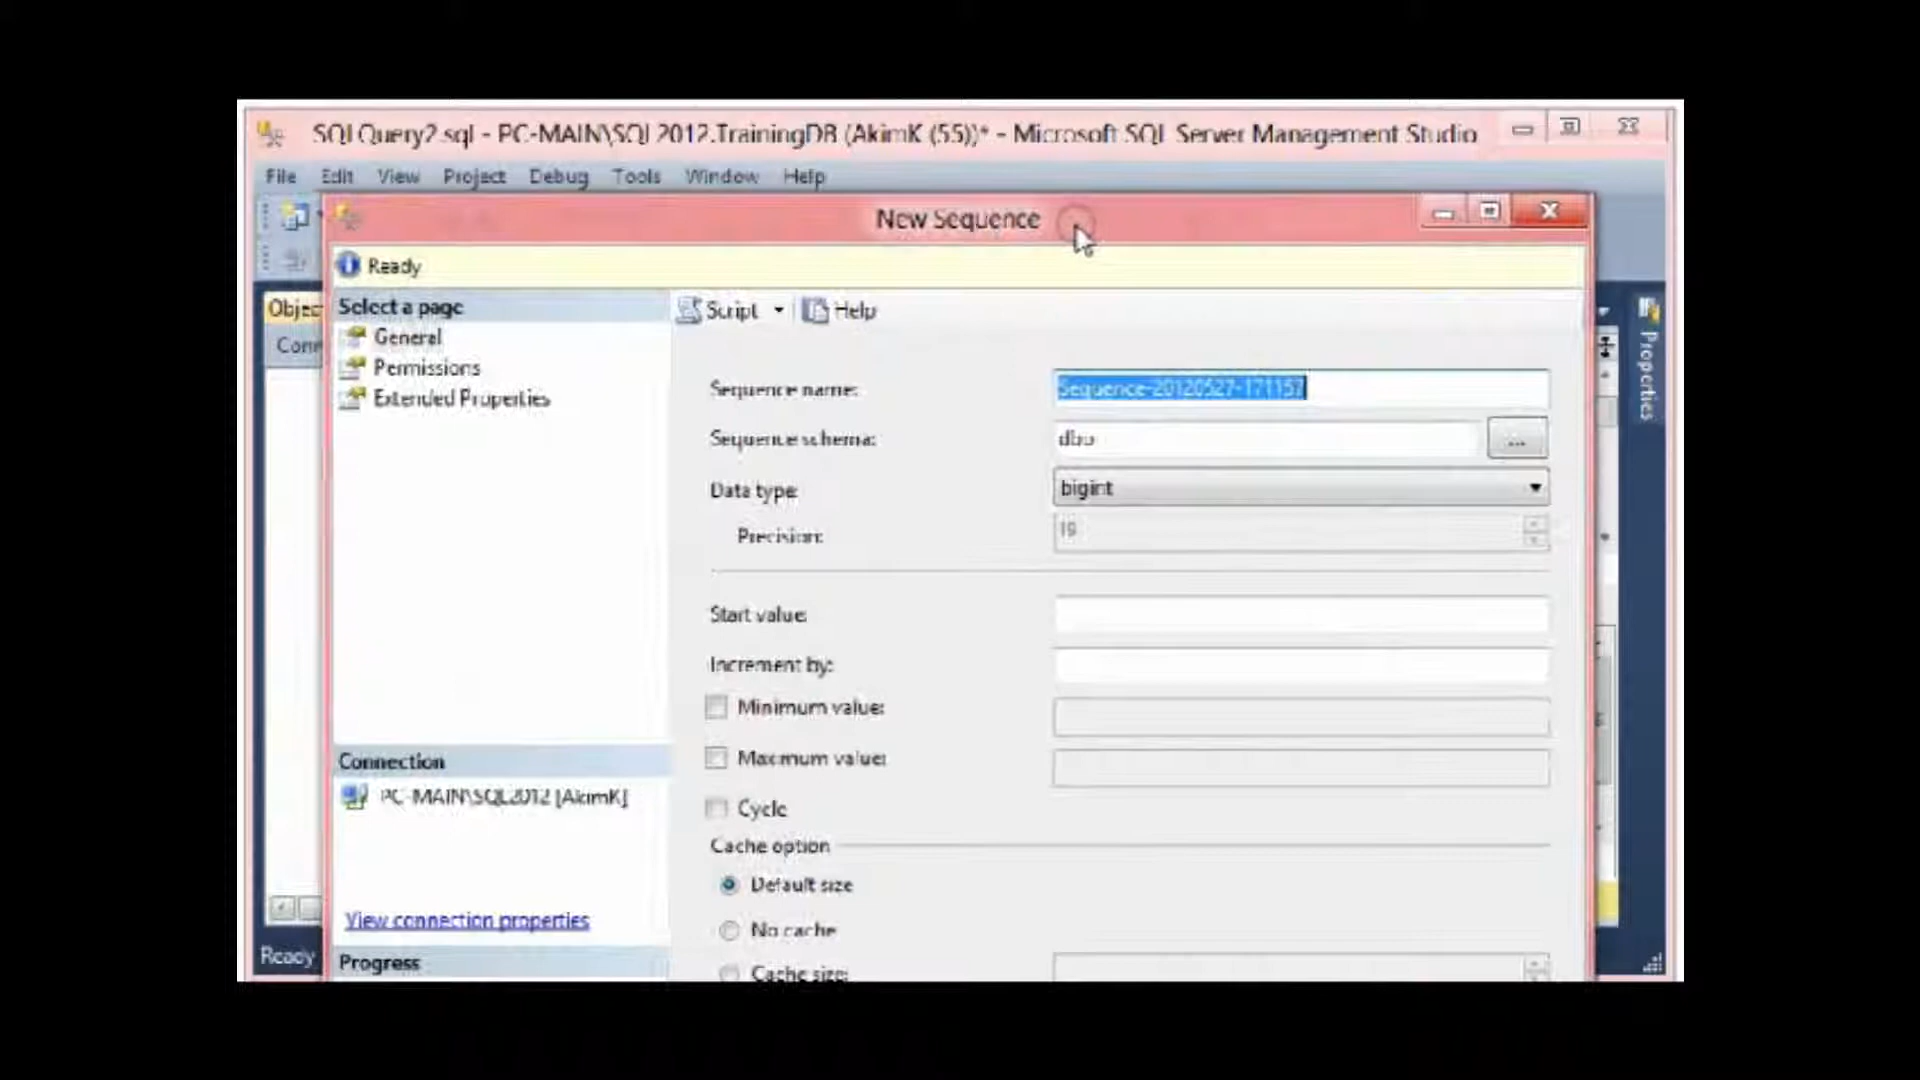 SQLQuery2.sql - PC-MAIN\SQL2012.TrainingDB (AkimK (55))* - Microsoft SQL Server Management Studio
File Edit View Project Debug Tools Window Help
New Sequence
Ready
Objec
Select a page
Script Help
General
Conn
Permissions
Extended Properties
Properties
Sequence name: Sequence-20120527-171157
Sequence schema: dbo ...
Data type: bigint
Precision: 19
Start value:
Increment by:
Minimum value:
Maximum value:
Connection
PC-MAIN\SQL2012 [AkimK]
Cycle
Cache option
Default size
View connection properties
No cache
Ready
Progress
Cache size: